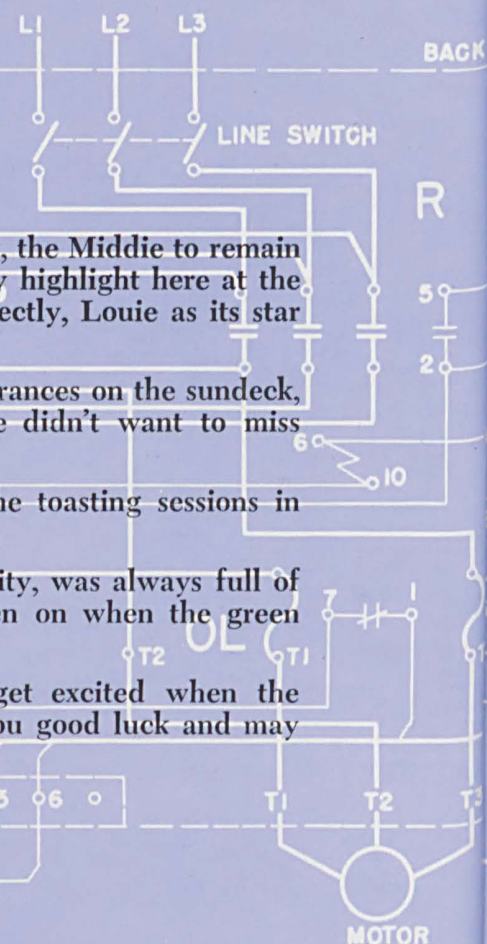 L1 L2 L3
BACK
LINE SWITCH
R
, the Middie to remain
highlight here at the
ectly, Louie as its star
5
2
rances on the sundeck,
didn't want to miss
6
10
toasting sessions in
ity, was always full of
on when the green
7 1
OL
T2 T1
get excited when the
good luck and may
6
T1 T2 T3
MOTOR